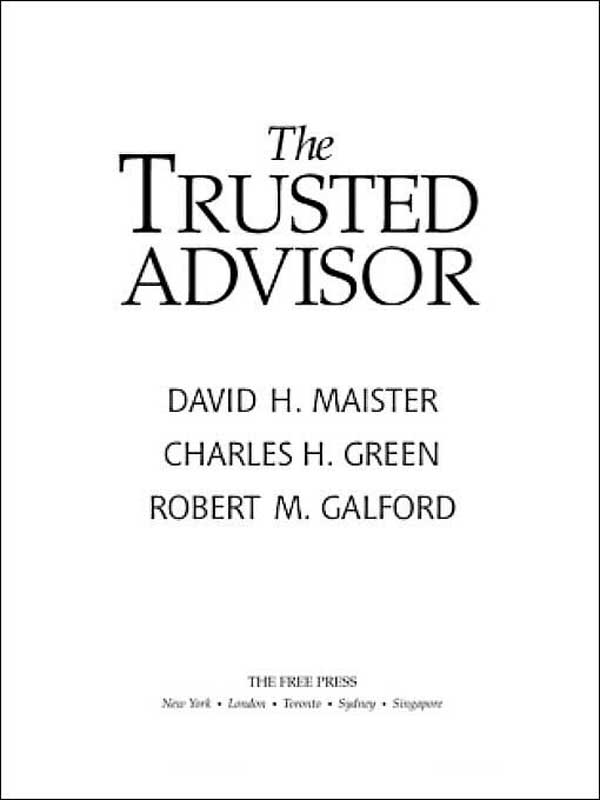 The
TRUSTED
ADVISOR
DAVID H. MAISTER
CHARLES H. GREEN
ROBERT M. GALFORD
THE FREE PRESS
New York • London • Toronto • Sydney • Singapore